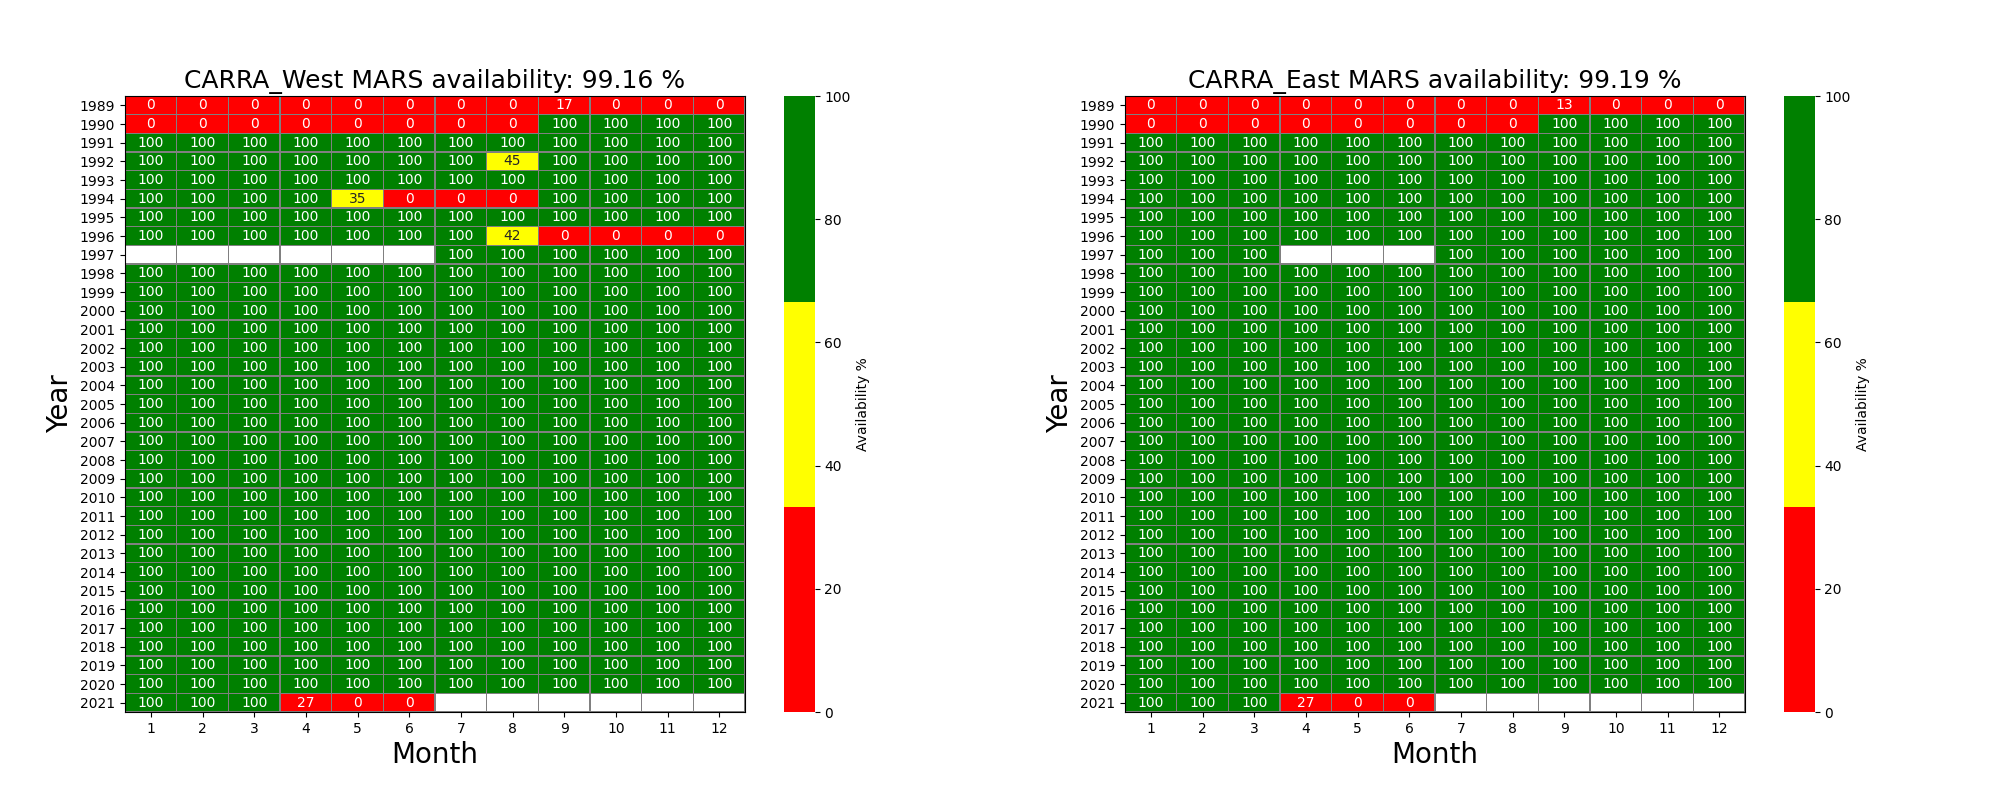 CARRA_West MARS availability: 99.16 %
Year
1989 0 0 0 0 0 0 0 0 17 0 0 0
1990 0 0 0 0 0 0 0 0 100 100 100 100
1991 100 100 100 100 100 100 100 100 100 100 100 100
1992 100 100 100 100 100 100 100 45 100 100 100 100
1993 100 100 100 100 100 100 100 100 100 100 100 100
1994 100 100 100 100 35 0 0 0 100 100 100 100
1995 100 100 100 100 100 100 100 100 100 100 100 100
1996 100 100 100 100 100 100 100 42 0 0 0 0
1997 100 100 100 100 100 100
1998 100 100 100 100 100 100 100 100 100 100 100 100
1999 100 100 100 100 100 100 100 100 100 100 100 100
2000 100 100 100 100 100 100 100 100 100 100 100 100
2001 100 100 100 100 100 100 100 100 100 100 100 100
2002 100 100 100 100 100 100 100 100 100 100 100 100
2003 100 100 100 100 100 100 100 100 100 100 100 100
2004 100 100 100 100 100 100 100 100 100 100 100 100
2005 100 100 100 100 100 100 100 100 100 100 100 100
2006 100 100 100 100 100 100 100 100 100 100 100 100
2007 100 100 100 100 100 100 100 100 100 100 100 100
2008 100 100 100 100 100 100 100 100 100 100 100 100
2009 100 100 100 100 100 100 100 100 100 100 100 100
2010 100 100 100 100 100 100 100 100 100 100 100 100
2011 100 100 100 100 100 100 100 100 100 100 100 100
2012 100 100 100 100 100 100 100 100 100 100 100 100
2013 100 100 100 100 100 100 100 100 100 100 100 100
2014 100 100 100 100 100 100 100 100 100 100 100 100
2015 100 100 100 100 100 100 100 100 100 100 100 100
2016 100 100 100 100 100 100 100 100 100 100 100 100
2017 100 100 100 100 100 100 100 100 100 100 100 100
2018 100 100 100 100 100 100 100 100 100 100 100 100
2019 100 100 100 100 100 100 100 100 100 100 100 100
2020 100 100 100 100 100 100 100 100 100 100 100 100
2021 100 100 100 27 0 0
1 2 3 4 5 6 7 8 9 10 11 12
Month
100
80
60
40
20
0
Availability %
CARRA_East MARS availability: 99.19 %
Year
1989 0 0 0 0 0 0 0 0 13 0 0 0
1990 0 0 0 0 0 0 0 0 100 100 100 100
1991 100 100 100 100 100 100 100 100 100 100 100 100
1992 100 100 100 100 100 100 100 100 100 100 100 100
1993 100 100 100 100 100 100 100 100 100 100 100 100
1994 100 100 100 100 100 100 100 100 100 100 100 100
1995 100 100 100 100 100 100 100 100 100 100 100 100
1996 100 100 100 100 100 100 100 100 100 100 100 100
1997 100 100 100 100 100 100 100 100 100
1998 100 100 100 100 100 100 100 100 100 100 100 100
1999 100 100 100 100 100 100 100 100 100 100 100 100
2000 100 100 100 100 100 100 100 100 100 100 100 100
2001 100 100 100 100 100 100 100 100 100 100 100 100
2002 100 100 100 100 100 100 100 100 100 100 100 100
2003 100 100 100 100 100 100 100 100 100 100 100 100
2004 100 100 100 100 100 100 100 100 100 100 100 100
2005 100 100 100 100 100 100 100 100 100 100 100 100
2006 100 100 100 100 100 100 100 100 100 100 100 100
2007 100 100 100 100 100 100 100 100 100 100 100 100
2008 100 100 100 100 100 100 100 100 100 100 100 100
2009 100 100 100 100 100 100 100 100 100 100 100 100
2010 100 100 100 100 100 100 100 100 100 100 100 100
2011 100 100 100 100 100 100 100 100 100 100 100 100
2012 100 100 100 100 100 100 100 100 100 100 100 100
2013 100 100 100 100 100 100 100 100 100 100 100 100
2014 100 100 100 100 100 100 100 100 100 100 100 100
2015 100 100 100 100 100 100 100 100 100 100 100 100
2016 100 100 100 100 100 100 100 100 100 100 100 100
2017 100 100 100 100 100 100 100 100 100 100 100 100
2018 100 100 100 100 100 100 100 100 100 100 100 100
2019 100 100 100 100 100 100 100 100 100 100 100 100
2020 100 100 100 100 100 100 100 100 100 100 100 100
2021 100 100 100 27 0 0
1 2 3 4 5 6 7 8 9 10 11 12
Month
100
80
60
40
20
0
Availability %